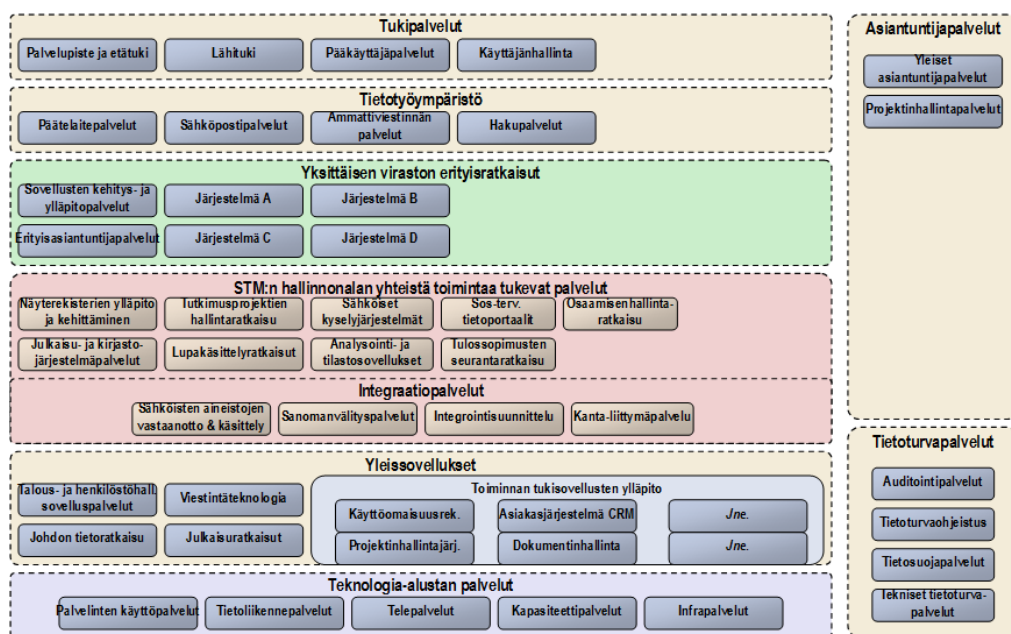 Tukipalvelut
Palvelupiste ja etätuki
Lähituki
Pääkäyttäjäpalvelut
Käyttäjänhallinta
Tietotyöympäristö
Päätelaitepalvelut
Sähköpostipalvelut
Ammattiviestinnän
palvelut
Hakupalvelut
Yksittäisen viraston erityisratkaisut
Sovellusten kehitys- ja
ylläpitopalvelut
Järjestelmä A
Järjestelmä B
Erityisasiantuntijapalvelut
Järjestelmä C
Järjestelmä D
STM:n hallinnonalan yhteistä toimintaa tukevat palvelut
Näyterekisterien ylläpito
ja kehittäminen
Tutkimusprojektien
hallintaratkaisu
Sähköiset
kyselyjärjestelmät
Sos-terv.
tietoportaalit
Osaamisenhallinta-
ratkaisu
Julkaisu- ja kirjasto-
järjestelmäpalvelut
Lupakäsittelyratkaisut
Analysointi- ja
tilastosovellukset
Tulossopimusten
seurantaratkaisu
Integraatiopalvelut
Sähköisten aineistojen
vastaanotto & käsittely
Sanomanvälityspalvelut
Integrointisuunnittelu
Kanta-liittymäpalvelu
Yleissovellukset
Talous- ja henkilöstöhall.
sovelluspalvelut
Viestintäteknologia
Johdon tietoratkaisu
Julkaisuratkaisut
Toiminnan tukisovellusten ylläpito
Käyttöomaisuusrek.
Asiakasjärjestelmä CRM
Jne.
Projektinhallintajärj.
Dokumentinhallinta
Jne.
Teknologia-alustan palvelut
Palvelinten käyttöpalvelut
Tietoliikennepalvelut
Telepalvelut
Kapasiteettipalvelut
Infrapalvelut
Asiantuntijapalvelut
Yleiset
asiantuntijapalvelut
Projektinhallintapalvelut
Tietoturvapalvelut
Auditointipalvelut
Tietoturvaohjeistus
Tietosuojapalvelut
Tekniset tietoturva-
palvelut